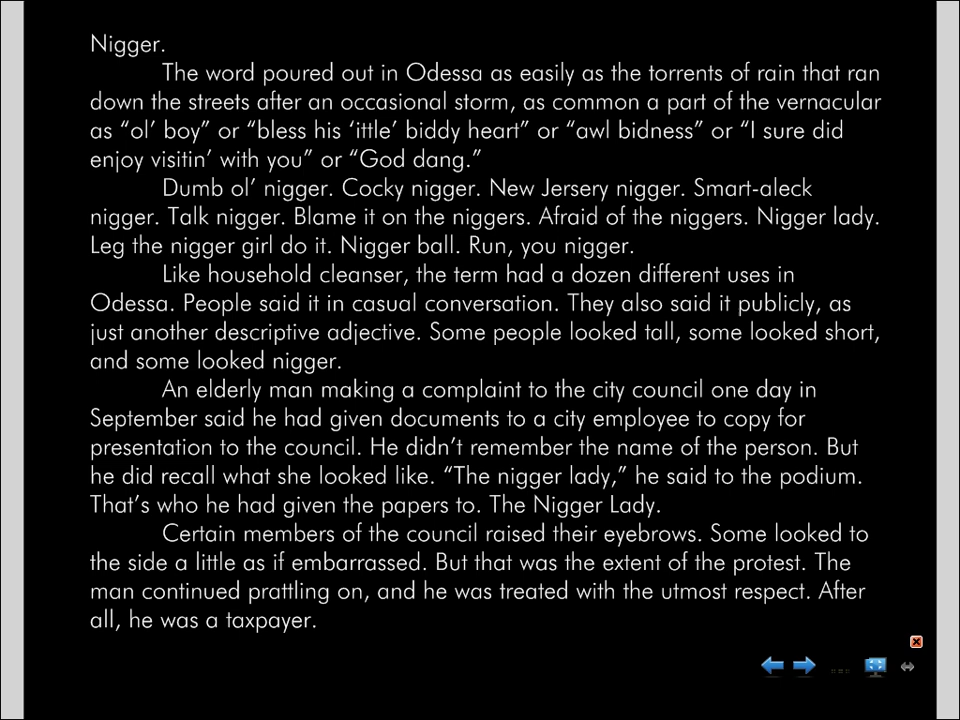 Nigger.
The word poured out in Odessa as easily as the torrents of rain that ran
down the streets after an occasional storm, as common a part of the vernacular
as “ol’ boy” or “bless his ‘ittle’ biddy heart” or “awl bidness” or “I sure did
enjoy visitin’ with you” or “God dang.”
Dumb ol’ nigger. Cocky nigger. New Jersery nigger. Smart-aleck
nigger. Talk nigger. Blame it on the niggers. Afraid of the niggers. Nigger lady.
Leg the nigger girl do it. Nigger ball. Run, you nigger.
Like household cleanser, the term had a dozen different uses in
Odessa. People said it in casual conversation. They also said it publicly, as
just another descriptive adjective. Some people looked tall, some looked short,
and some looked nigger.
An elderly man making a complaint to the city council one day in
September said he had given documents to a city employee to copy for
presentation to the council. He didn’t remember the name of the person. But
he did recall what she looked like. “The nigger lady,” he said to the podium.
That’s who he had given the papers to. The Nigger Lady.
Certain members of the council raised their eyebrows. Some looked to
the side a little as if embarrassed. But that was the extent of the protest. The
man continued prattling on, and he was treated with the utmost respect. After
all, he was a taxpayer.